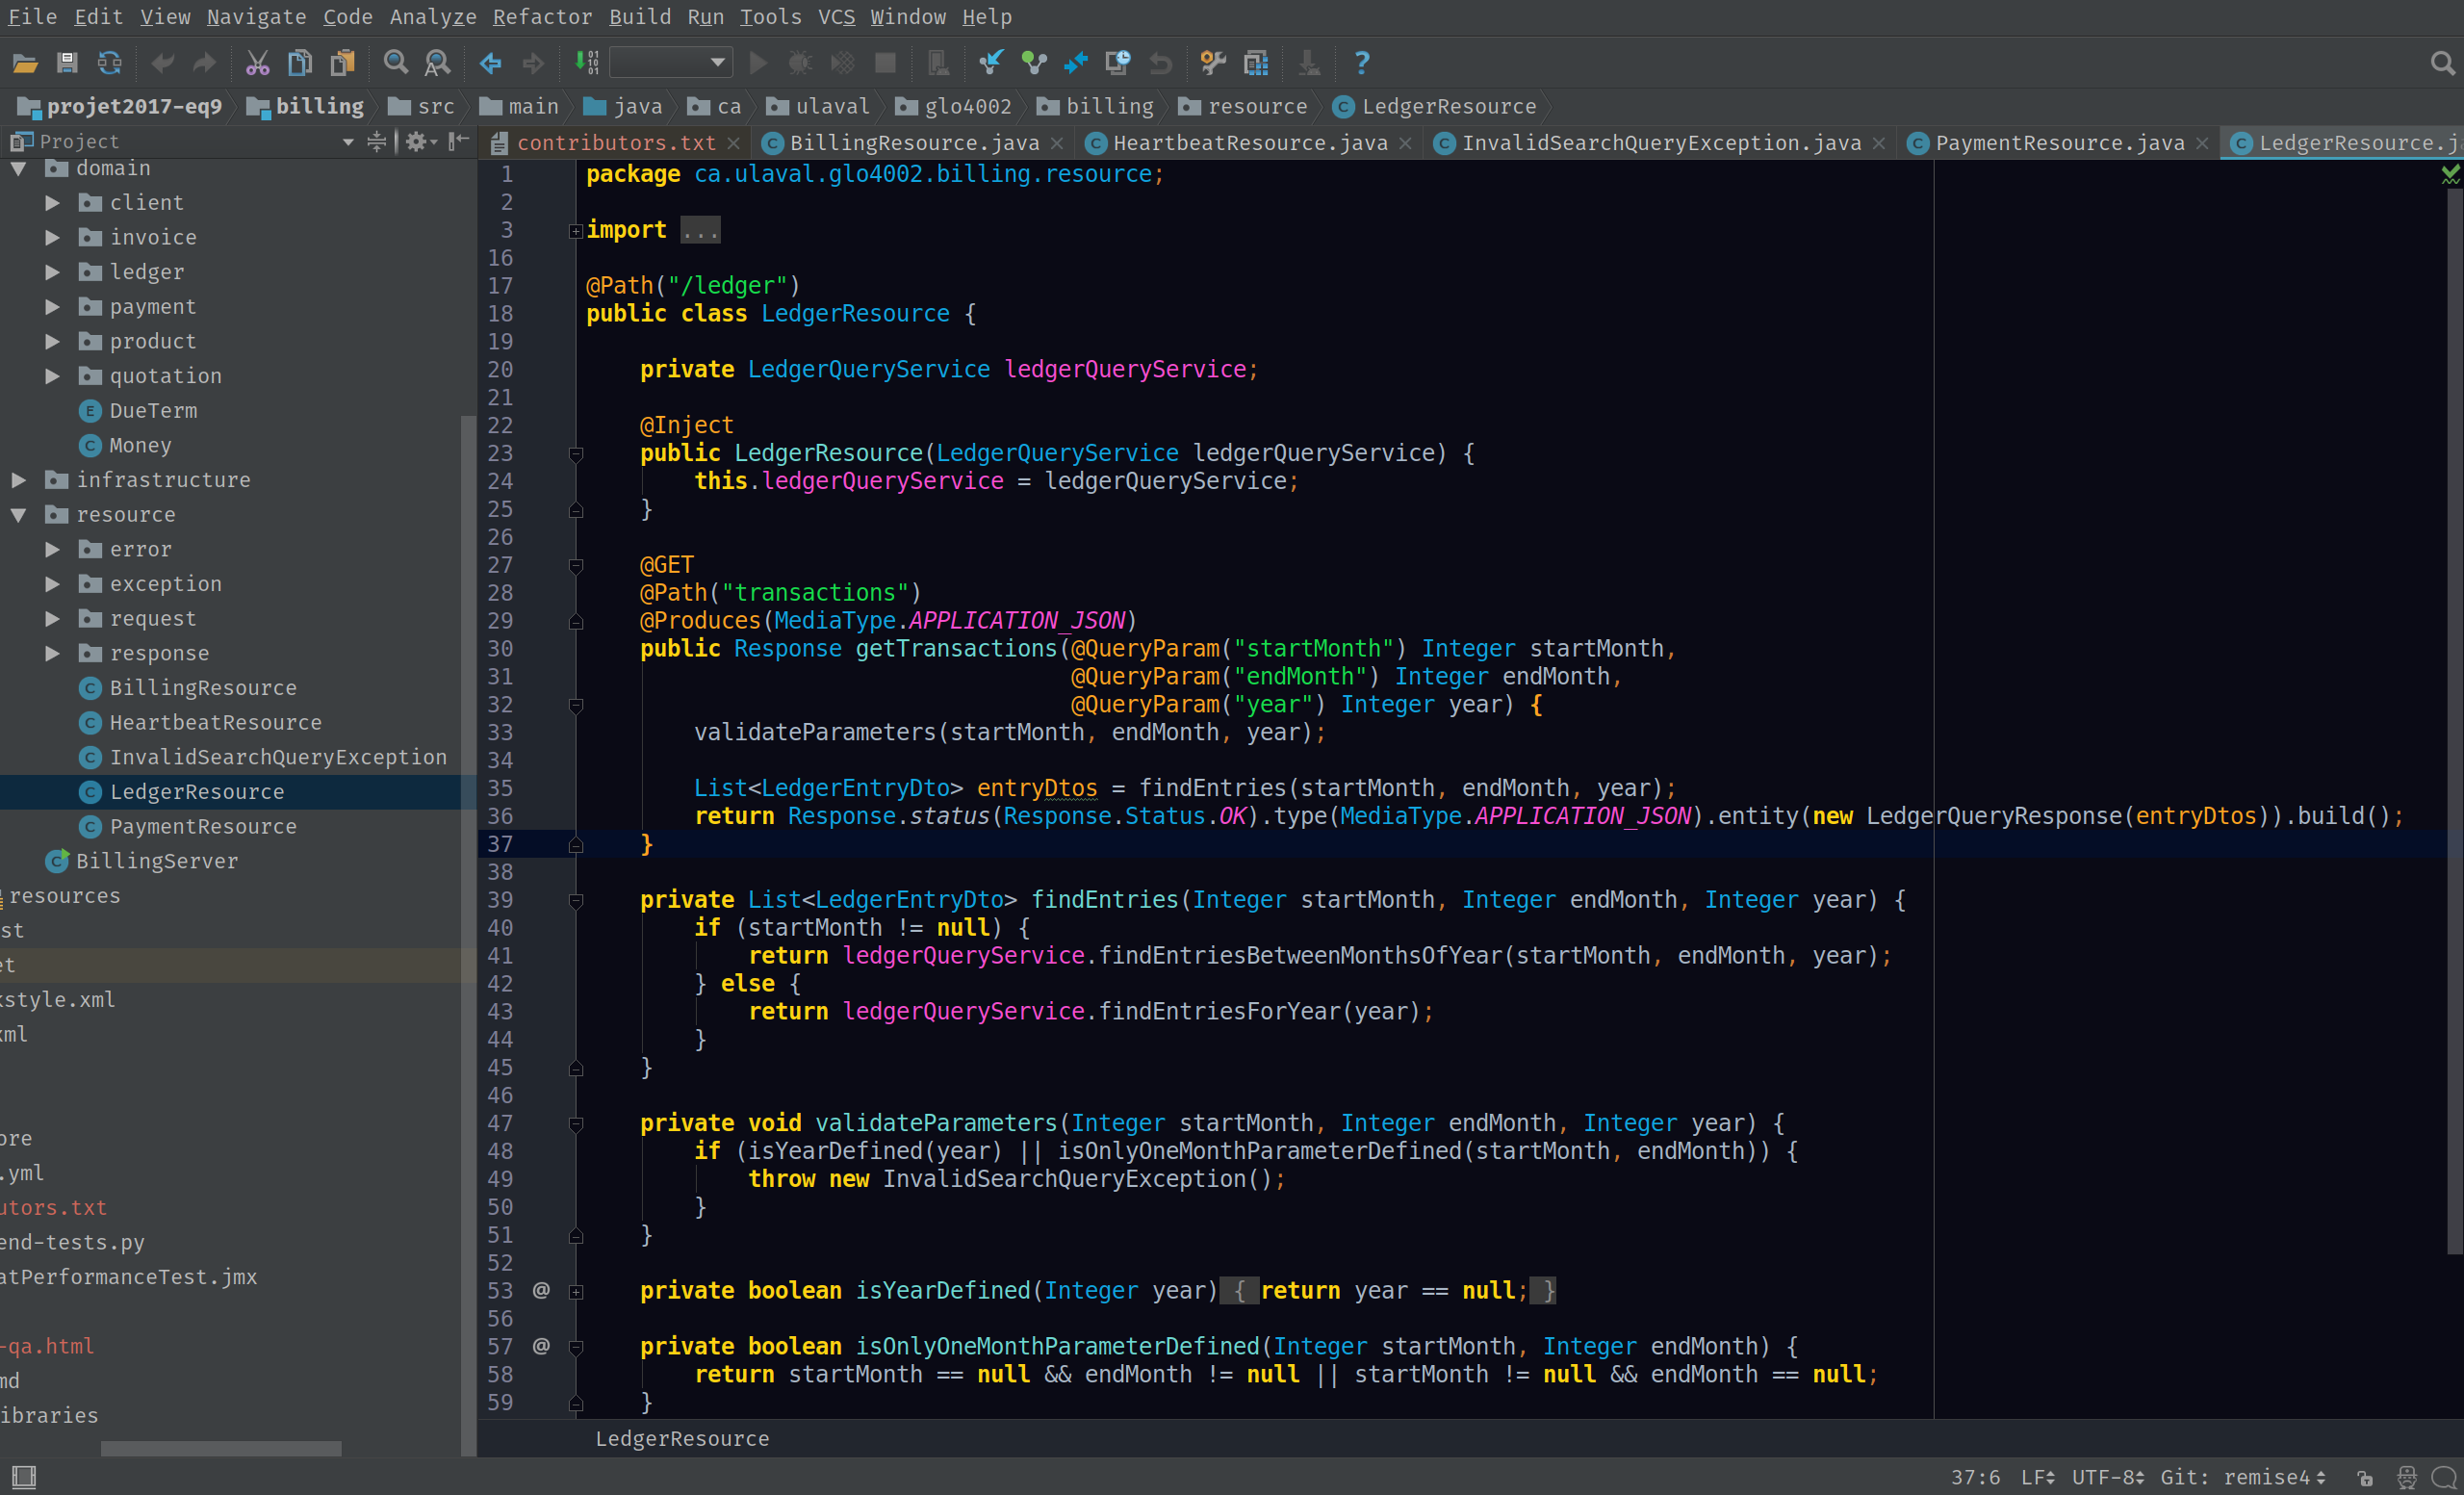 File Edit View Navigate Code Analyze Refactor Build Run Tools VCS Window Help
projet2017-eq9 billing src main java ca ulaval glo4002 billing resource LedgerResource
Project
contributors.txt BillingResource.java HeartbeatResource.java InvalidSearchQueryException.java PaymentResource.java LedgerResource.j
domain
client
invoice
ledger
payment
product
quotation
DueTerm
Money
infrastructure
resource
error
exception
request
response
BillingResource
HeartbeatResource
InvalidSearchQueryException
LedgerResource
PaymentResource
BillingServer
resources
st
et
kstyle.xml
xml
ore
.yml
utors.txt
end-tests.py
atPerformanceTest.jmx
-qa.html
md
ibraries
1 package ca.ulaval.glo4002.billing.resource;
2
3 import ...
16
17 @Path("/ledger")
18 public class LedgerResource {
19
20 private LedgerQueryService ledgerQueryService;
21
22 @Inject
23 public LedgerResource(LedgerQueryService ledgerQueryService) {
24 this.ledgerQueryService = ledgerQueryService;
25 }
26
27 @GET
28 @Path("transactions")
29 @Produces(MediaType.APPLICATION_JSON)
30 public Response getTransactions(@QueryParam("startMonth") Integer startMonth,
31 @QueryParam("endMonth") Integer endMonth,
32 @QueryParam("year") Integer year) {
33 validateParameters(startMonth, endMonth, year);
34
35 List<LedgerEntryDto> entryDtos = findEntries(startMonth, endMonth, year);
36 return Response.status(Response.Status.OK).type(MediaType.APPLICATION_JSON).entity(new LedgerQueryResponse(entryDtos)).build();
37 }
38
39 private List<LedgerEntryDto> findEntries(Integer startMonth, Integer endMonth, Integer year) {
40 if (startMonth != null) {
41 return ledgerQueryService.findEntriesBetweenMonthsOfYear(startMonth, endMonth, year);
42 } else {
43 return ledgerQueryService.findEntriesForYear(year);
44 }
45 }
46
47 private void validateParameters(Integer startMonth, Integer endMonth, Integer year) {
48 if (isYearDefined(year) || isOnlyOneMonthParameterDefined(startMonth, endMonth)) {
49 throw new InvalidSearchQueryException();
50 }
51 }
52
53 @ private boolean isYearDefined(Integer year) { return year == null; }
56
57 @ private boolean isOnlyOneMonthParameterDefined(Integer startMonth, Integer endMonth) {
58 return startMonth == null && endMonth != null || startMonth != null && endMonth == null;
59 }
LedgerResource
37:6 LF UTF-8 Git: remise4